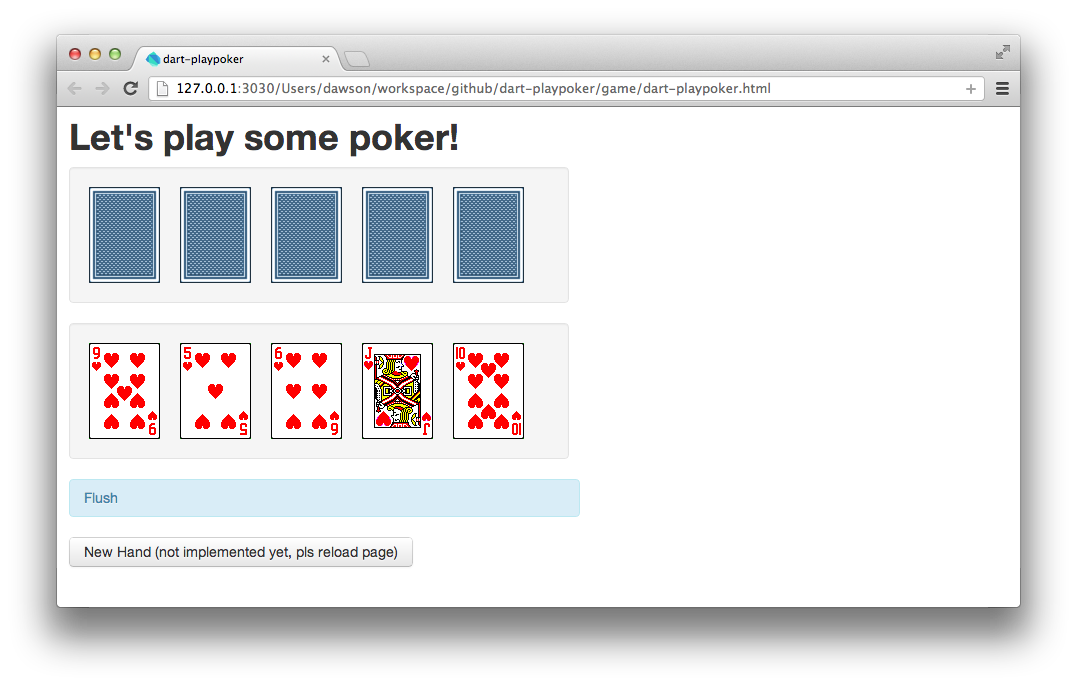 dart-playpoker
127.0.0.1:3030/Users/dawson/workspace/github/dart-playpoker/game/dart-playpoker.html
Let's play some poker!
9 5 6 J 10
9 5 6 J 10
Flush
New Hand (not implemented yet, pls reload page)